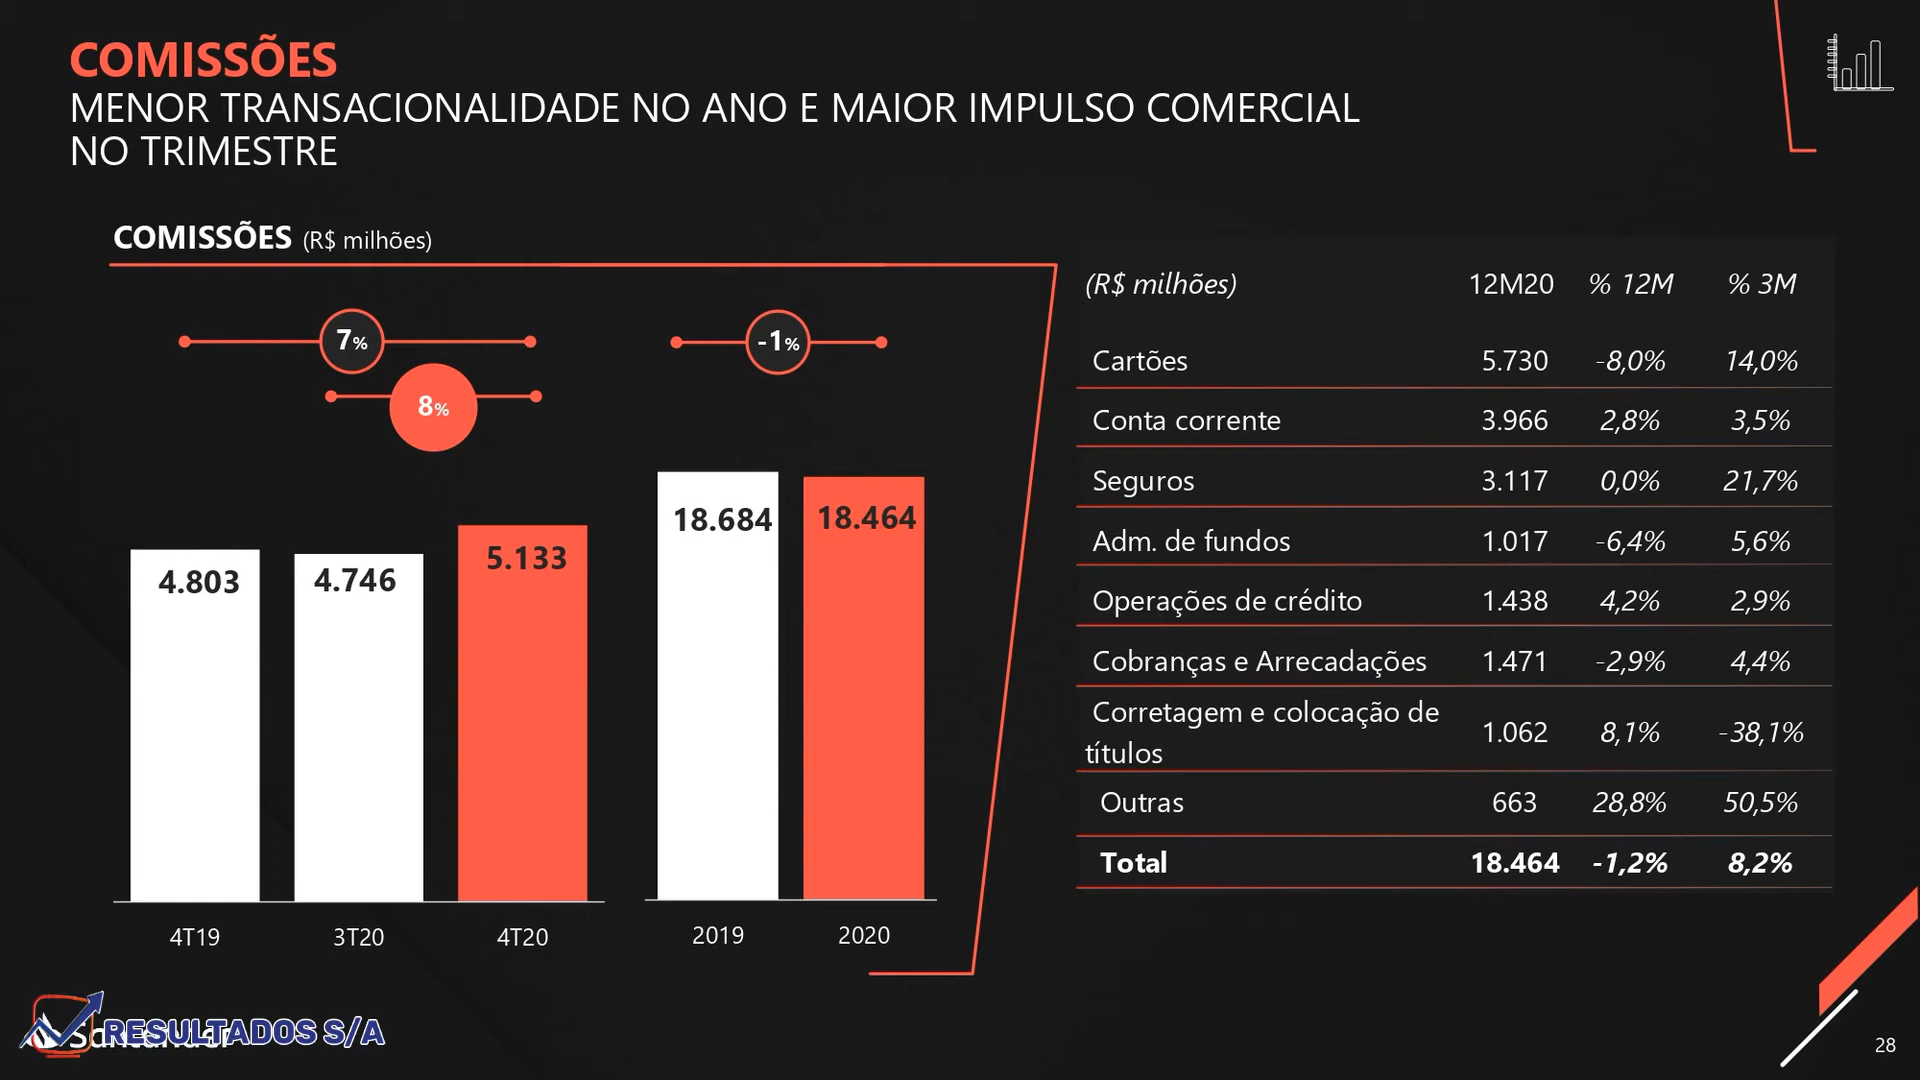 COMISSÕES
MENOR TRANSACIONALIDADE NO ANO E MAIOR IMPULSO COMERCIAL
NO TRIMESTRE
COMISSÕES (R$ milhões)
7%
8%
-1%
4.803
4.746
5.133
18.684
18.464
4T19
3T20
4T20
2019
2020
(R$ milhões) 12M20 % 12M % 3M
Cartões 5.730 -8,0% 14,0%
Conta corrente 3.966 2,8% 3,5%
Seguros 3.117 0,0% 21,7%
Adm. de fundos 1.017 -6,4% 5,6%
Operações de crédito 1.438 4,2% 2,9%
Cobranças e Arrecadações 1.471 -2,9% 4,4%
Corretagem e colocação de
títulos 1.062 8,1% -38,1%
Outras 663 28,8% 50,5%
Total 18.464 -1,2% 8,2%
Santander
RESULTADOS S/A
28